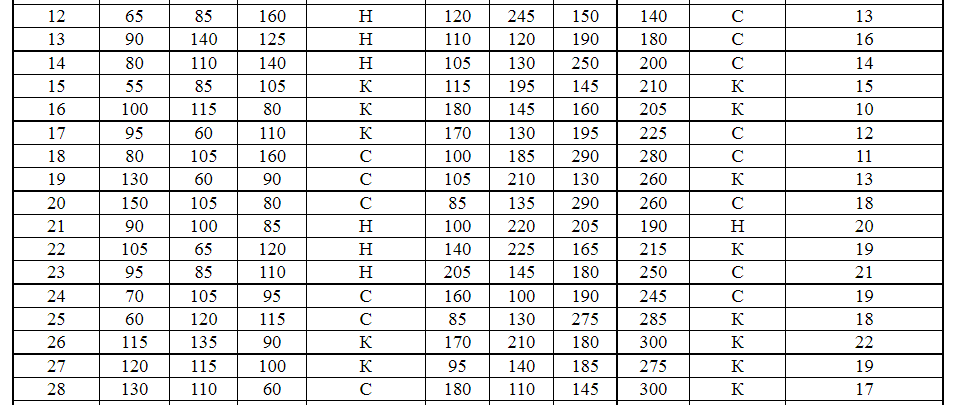 12 65 85 160 Н 120 245 150 140 С 13
13 90 140 125 Н 110 120 190 180 С 16
14 80 110 140 Н 105 130 250 200 С 14
15 55 85 105 К 115 195 145 210 К 15
16 100 115 80 К 180 145 160 205 К 10
17 95 60 110 К 170 130 195 225 С 12
18 80 105 160 С 100 185 290 280 С 11
19 130 60 90 С 105 210 130 260 К 13
20 150 105 80 С 85 135 290 260 С 18
21 90 100 85 Н 100 220 205 190 Н 20
22 105 65 120 Н 140 225 165 215 К 19
23 95 85 110 Н 205 145 180 250 С 21
24 70 105 95 С 160 100 190 245 С 19
25 60 120 115 С 85 130 275 285 К 18
26 115 135 90 К 170 210 180 300 К 22
27 120 115 100 К 95 140 185 275 К 19
28 130 110 60 С 180 110 145 300 К 17